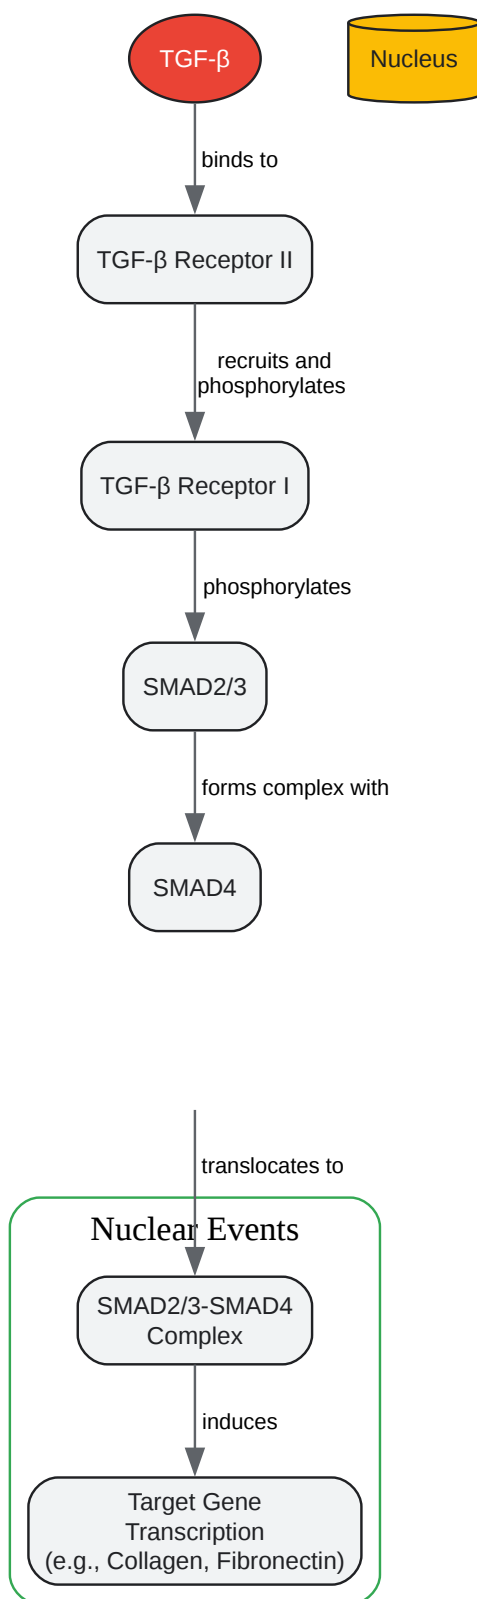 TGF-β
Nucleus
binds to
TGF-β Receptor II
recruits and
phosphorylates
TGF-β Receptor I
phosphorylates
SMAD2/3
forms complex with
SMAD4
translocates to
Nuclear Events
SMAD2/3-SMAD4
Complex
induces
Target Gene
Transcription
(e.g., Collagen, Fibronectin)